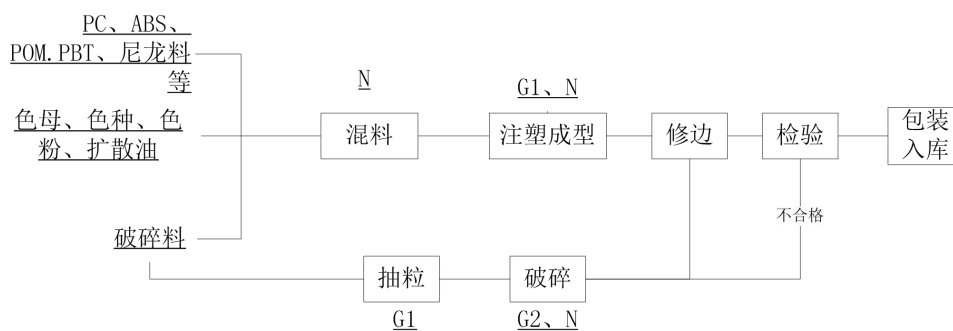 PC、ABS、
POM.PBT、尼龙料
等
N
G1、N
色母、色种、色
粉、扩散油
混料
注塑成型
修边
检验
包装
入库
不合格
破碎料
抽粒
破碎
G1
G2、N